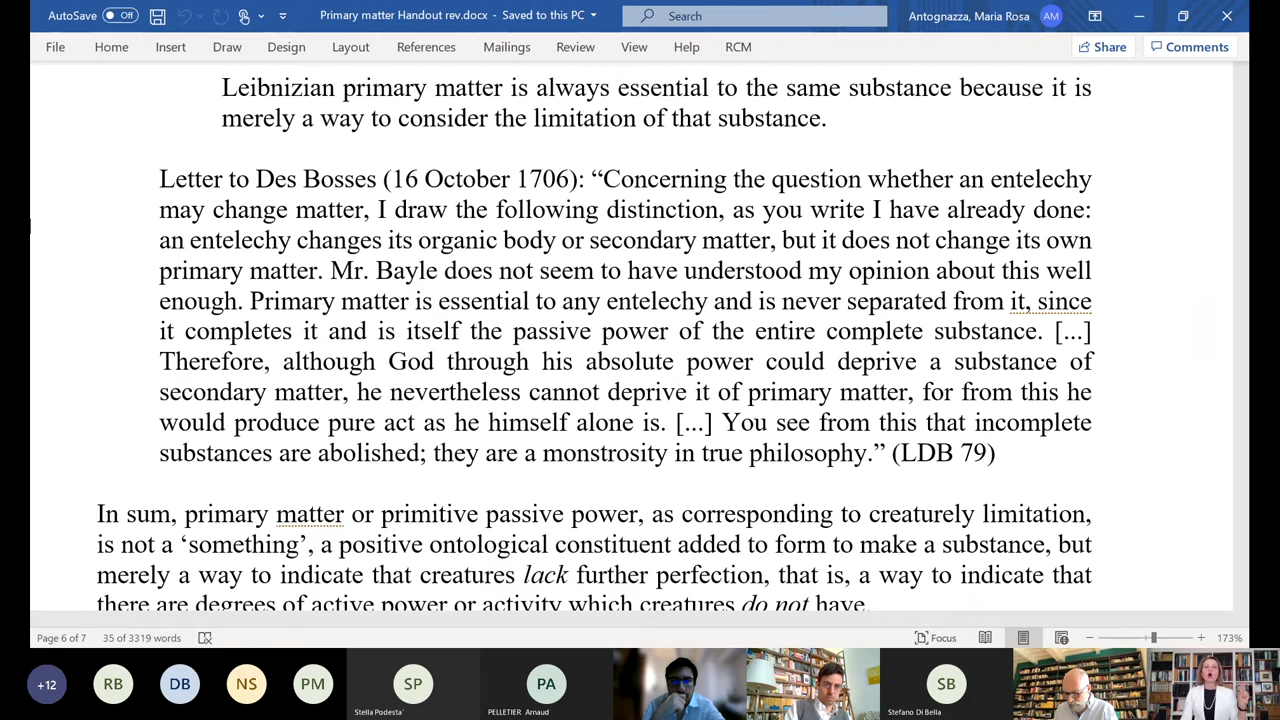 AutoSave Off Primary matter Handout rev.docx - Saved to this PC Search Antognazza, Maria Rosa AM
File Home Insert Draw Design Layout References Mailings Review View Help RCM Share Comments
Leibnizian primary matter is always essential to the same substance because it is
merely a way to consider the limitation of that substance.
Letter to Des Bosses (16 October 1706): “Concerning the question whether an entelechy
may change matter, I draw the following distinction, as you write I have already done:
an entelechy changes its organic body or secondary matter, but it does not change its own
primary matter. Mr. Bayle does not seem to have understood my opinion about this well
enough. Primary matter is essential to any entelechy and is never separated from it, since
it completes it and is itself the passive power of the entire complete substance. [...]
Therefore, although God through his absolute power could deprive a substance of
secondary matter, he nevertheless cannot deprive it of primary matter, for from this he
would produce pure act as he himself alone is. [...] You see from this that incomplete
substances are abolished; they are a monstrosity in true philosophy.” (LDB 79)
In sum, primary matter or primitive passive power, as corresponding to creaturely limitation,
is not a ‘something’, a positive ontological constituent added to form to make a substance, but
merely a way to indicate that creatures lack further perfection, that is, a way to indicate that
there are degrees of active power or activity which creatures do not have.
Page 6 of 7 35 of 3319 words Focus 173%
+12 RB DB NS PM SP PA SB
Stella Podesta' PELLETIER Arnaud Stefano Di Bella